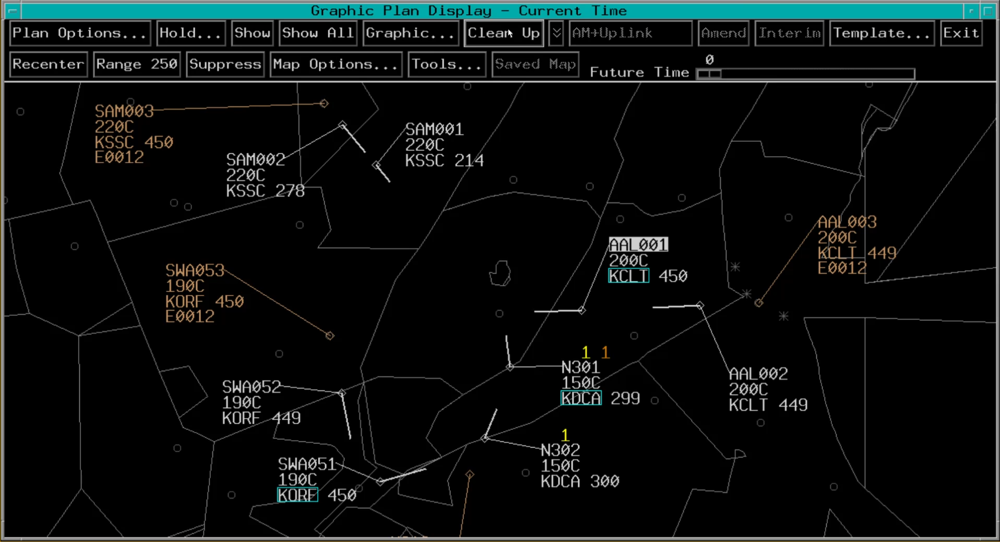 Graphic Plan Display - Current Time
Plan Options... Hold... Show Show All Graphic... Clean Up AM+Uplink Amend Interim Template... Exit
Recenter Range 250 Suppress Map Options... Tools... Saved Map Future Time 0
SAM003
220C
KSSC 450
E0012
SAM001
220C
KSSC 214
SAM002
220C
KSSC 278
AAL003
200C
KCLT 449
E0012
AAL001
200C
KCLT 450
SWA053
190C
KORF 450
E0012
1 1
N301
150C
KDCA 299
AAL002
200C
KCLT 449
SWA052
190C
KORF 449
1
N302
150C
KDCA 300
SWA051
190C
KORF 450